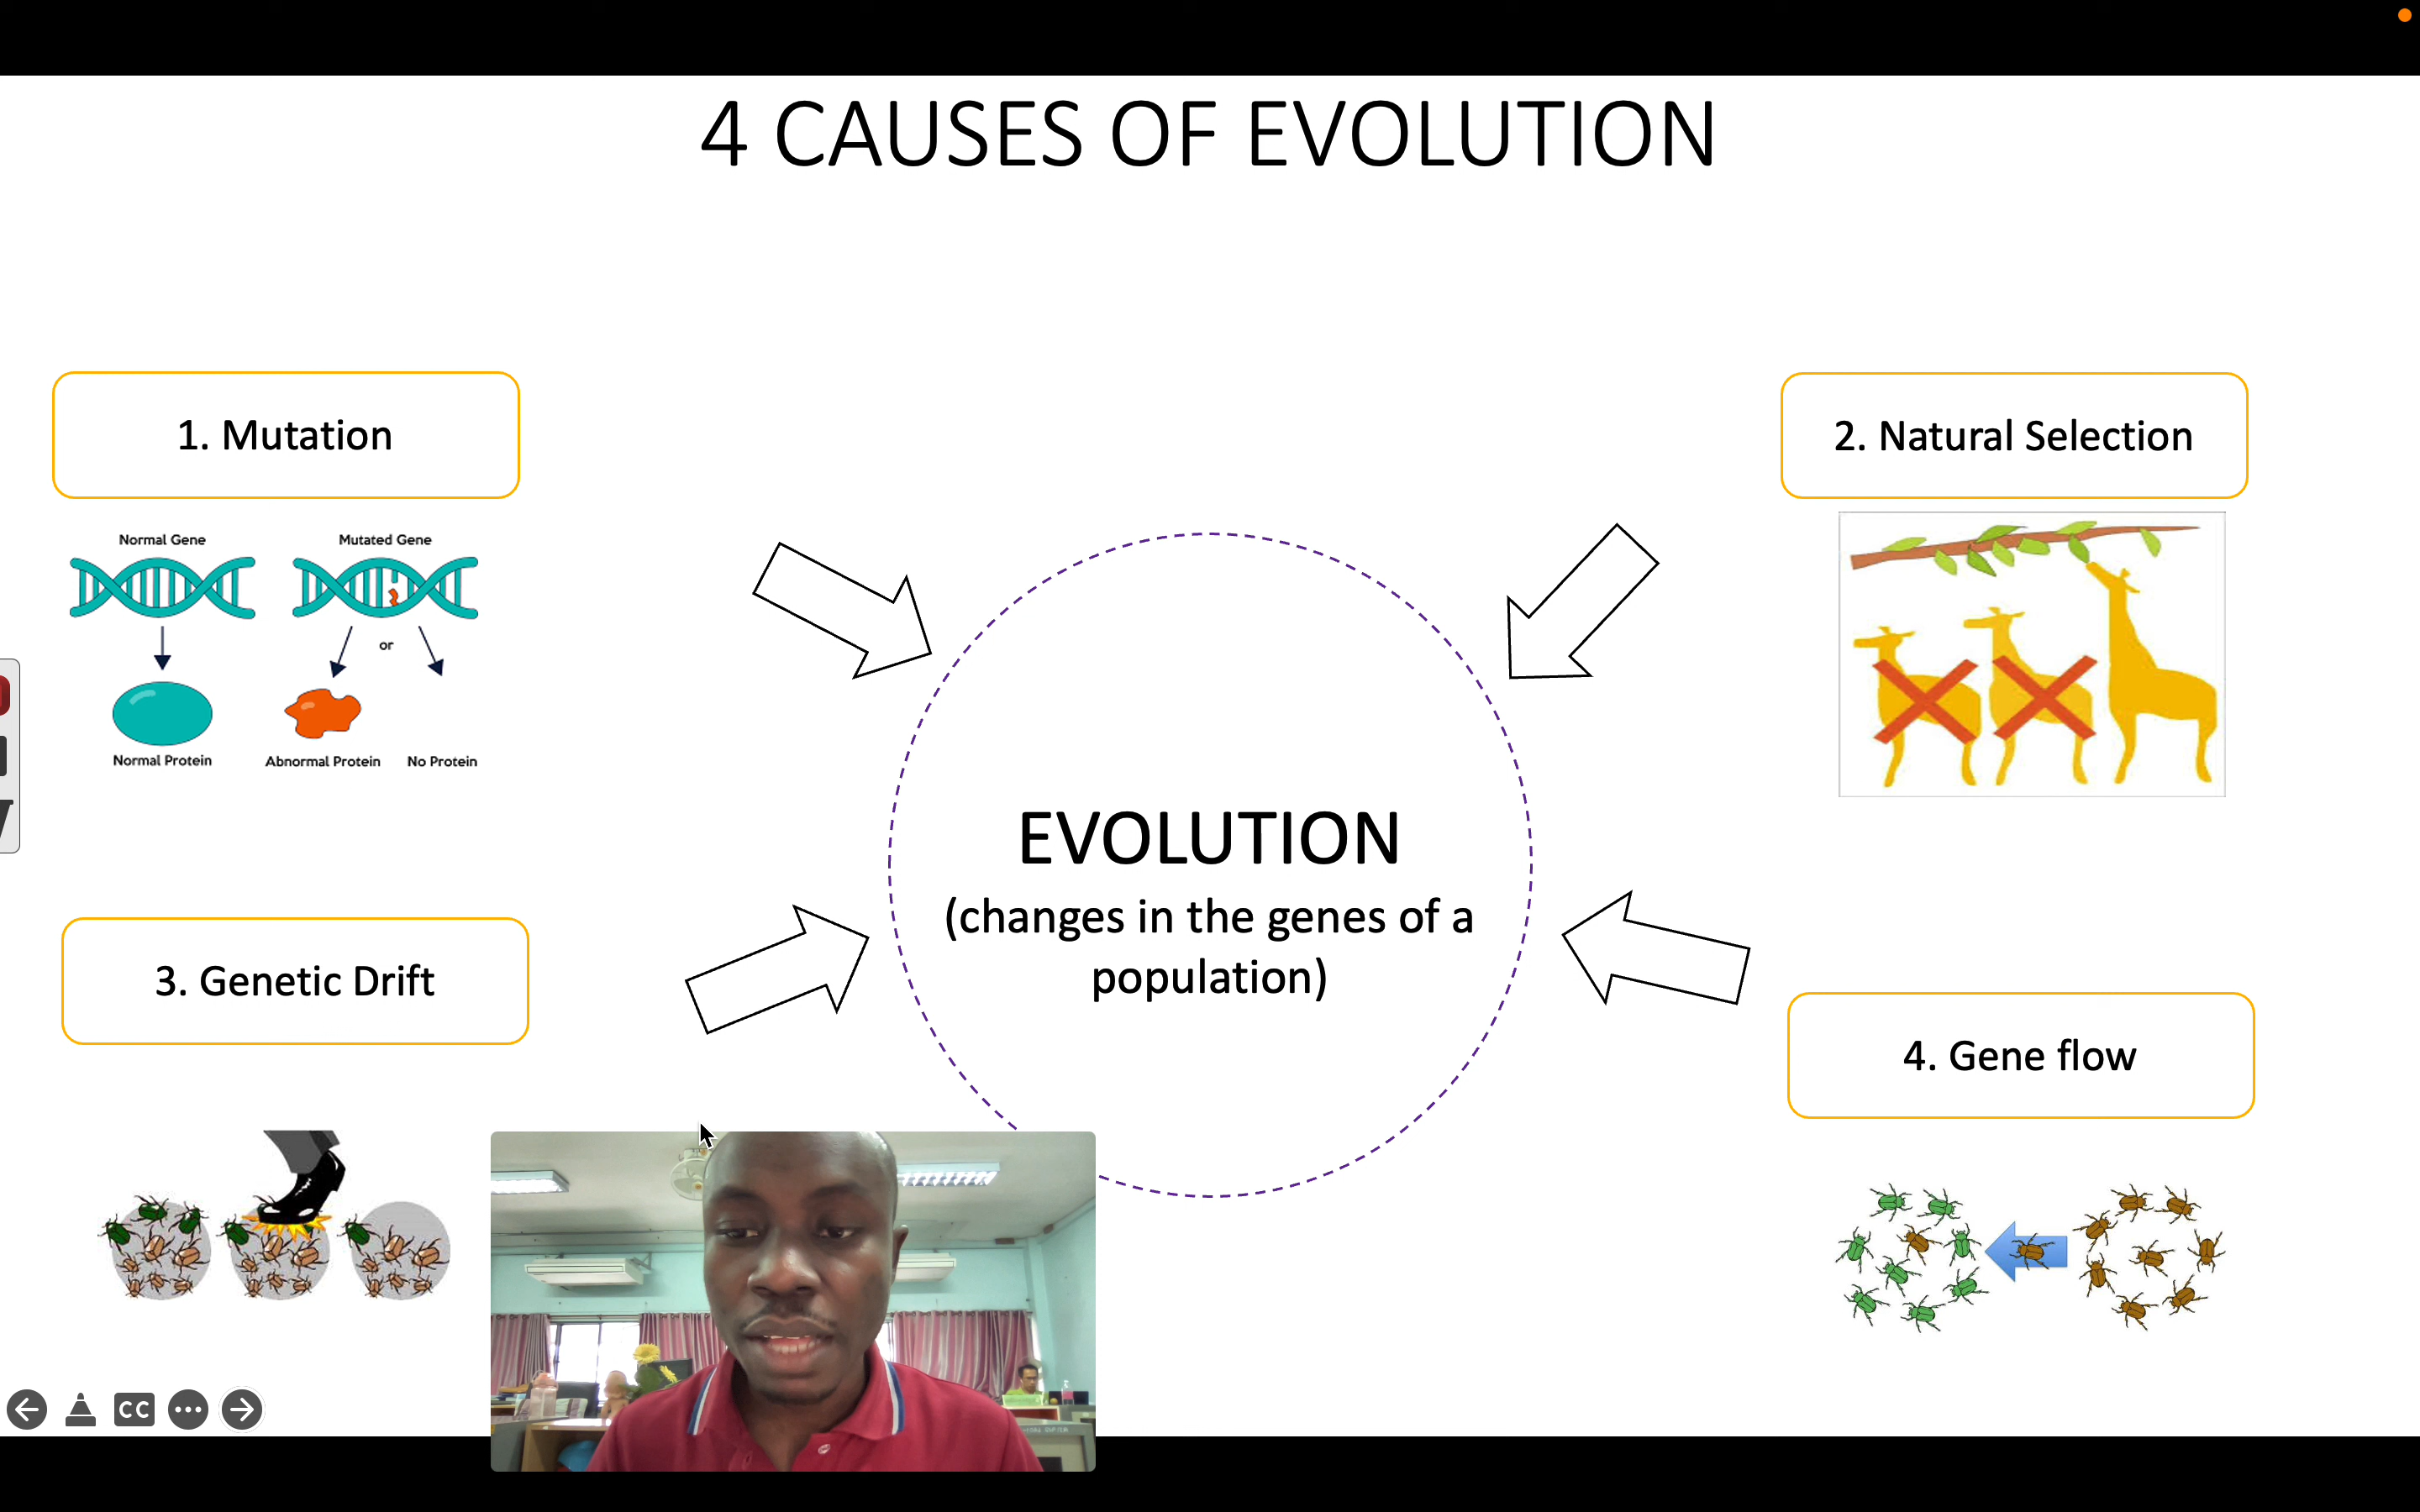 4 CAUSES OF EVOLUTION
1. Mutation
Normal Gene
Mutated Gene
or
Normal Protein
Abnormal Protein
No Protein
2. Natural Selection
EVOLUTION
(changes in the genes of a
population)
3. Genetic Drift
4. Gene flow
CC